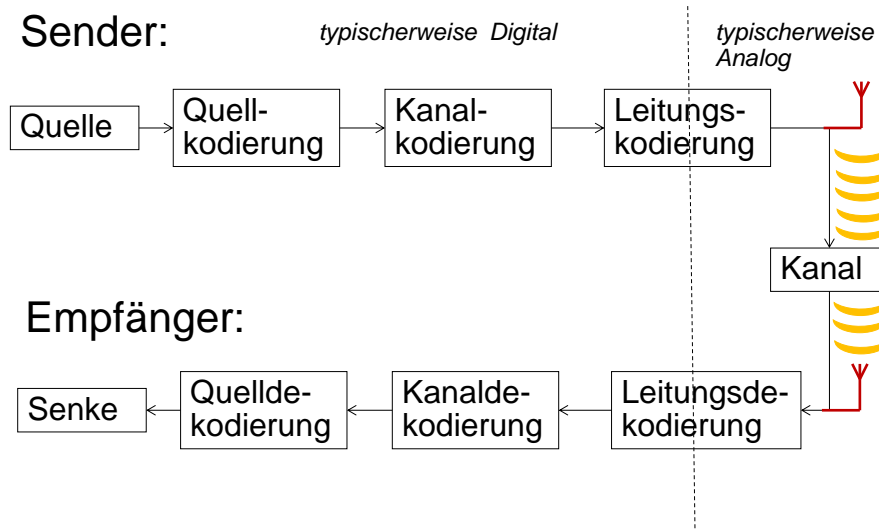 Sender:
typischerweise Digital
typischerweise
Analog
Quelle
Quell-
kodierung
Kanal-
kodierung
Leitungs-
kodierung
Kanal
Empfänger:
Senke
Quellde-
kodierung
Kanalde-
kodierung
Leitungsde-
kodierung